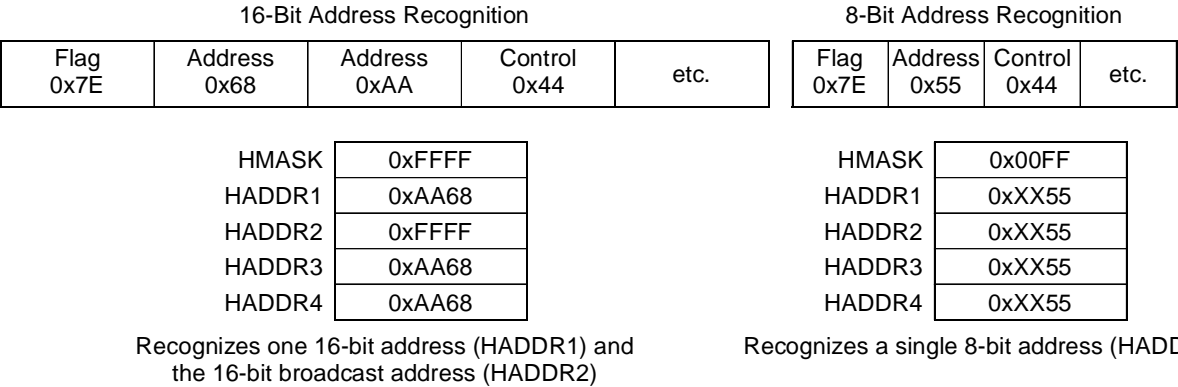 16-Bit Address Recognition
Flag Address Address Control etc.
0x7E 0x68 0xAA 0x44
HMASK 0xFFFF
HADDR1 0xAA68
HADDR2 0xFFFF
HADDR3 0xAA68
HADDR4 0xAA68
Recognizes one 16-bit address (HADDR1) and
the 16-bit broadcast address (HADDR2)
8-Bit Address Recognition
Flag Address Control etc.
0x7E 0x55 0x44
HMASK 0x00FF
HADDR1 0xXX55
HADDR2 0xXX55
HADDR3 0xXX55
HADDR4 0xXX55
Recognizes a single 8-bit address